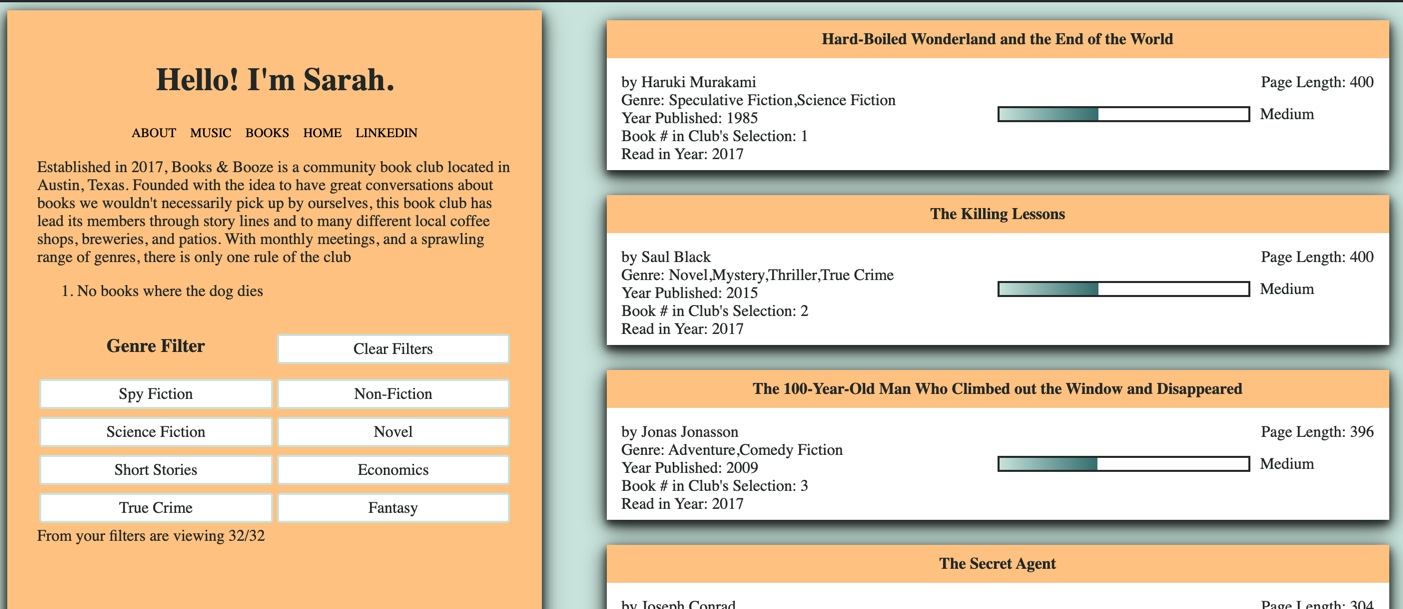 Hello! I'm Sarah.
ABOUT MUSIC BOOKS HOME LINKEDIN
Established in 2017, Books & Booze is a community book club located in
Austin, Texas. Founded with the idea to have great conversations about
books we wouldn't necessarily pick up by ourselves, this book club has
lead its members through story lines and to many different local coffee
shops, breweries, and patios. With monthly meetings, and a sprawling
range of genres, there is only one rule of the club
1. No books where the dog dies
Genre Filter
Clear Filters
Spy Fiction
Non-Fiction
Science Fiction
Novel
Short Stories
Economics
True Crime
Fantasy
From your filters are viewing 32/32
Hard-Boiled Wonderland and the End of the World
by Haruki Murakami
Genre: Speculative Fiction,Science Fiction
Year Published: 1985
Book # in Club's Selection: 1
Read in Year: 2017
Page Length: 400
Medium
The Killing Lessons
by Saul Black
Genre: Novel,Mystery,Thriller,True Crime
Year Published: 2015
Book # in Club's Selection: 2
Read in Year: 2017
Page Length: 400
Medium
The 100-Year-Old Man Who Climbed out the Window and Disappeared
by Jonas Jonasson
Genre: Adventure,Comedy Fiction
Year Published: 2009
Book # in Club's Selection: 3
Read in Year: 2017
Page Length: 396
Medium
The Secret Agent
by Joseph Conrad
Page Length: 304